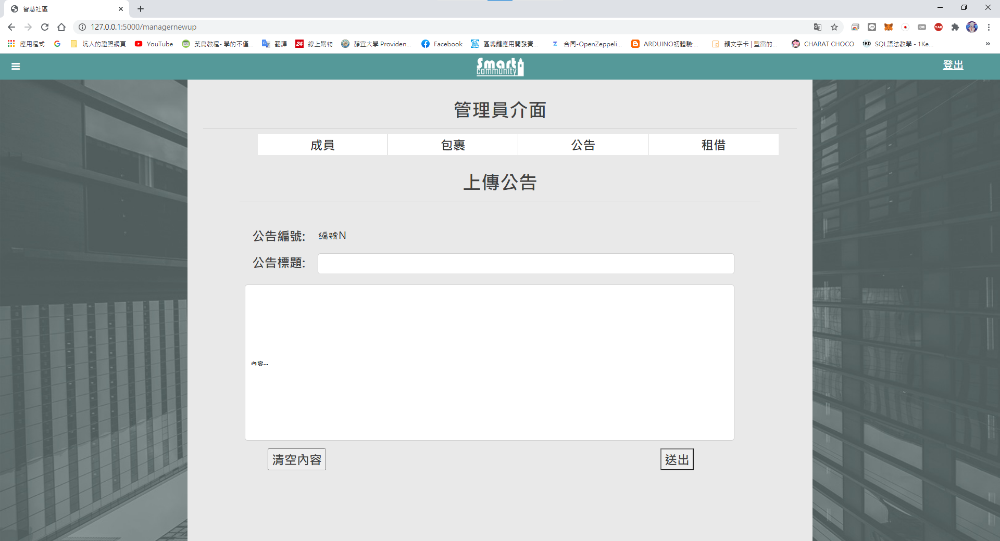 智慧社區
127.0.0.1:5000/managernewup
應用程式
坑人的證照網頁
YouTube
菜鳥教程- 學的不僅...
翻譯
24 線上購物
靜宜大學 Providen...
Facebook
區塊鏈應用開發實...
合同-OpenZeppeli...
ARDUINO初體驗:...
顏文字卡 | 豐富的...
CHARAT CHOCO
1KD SQL語法教學 - 1Ke...
»
Smart
community
登出
管理員介面
成員 包裹 公告 租借
上傳公告
公告編號: 編號N
公告標題:
內容...
清空內容 送出